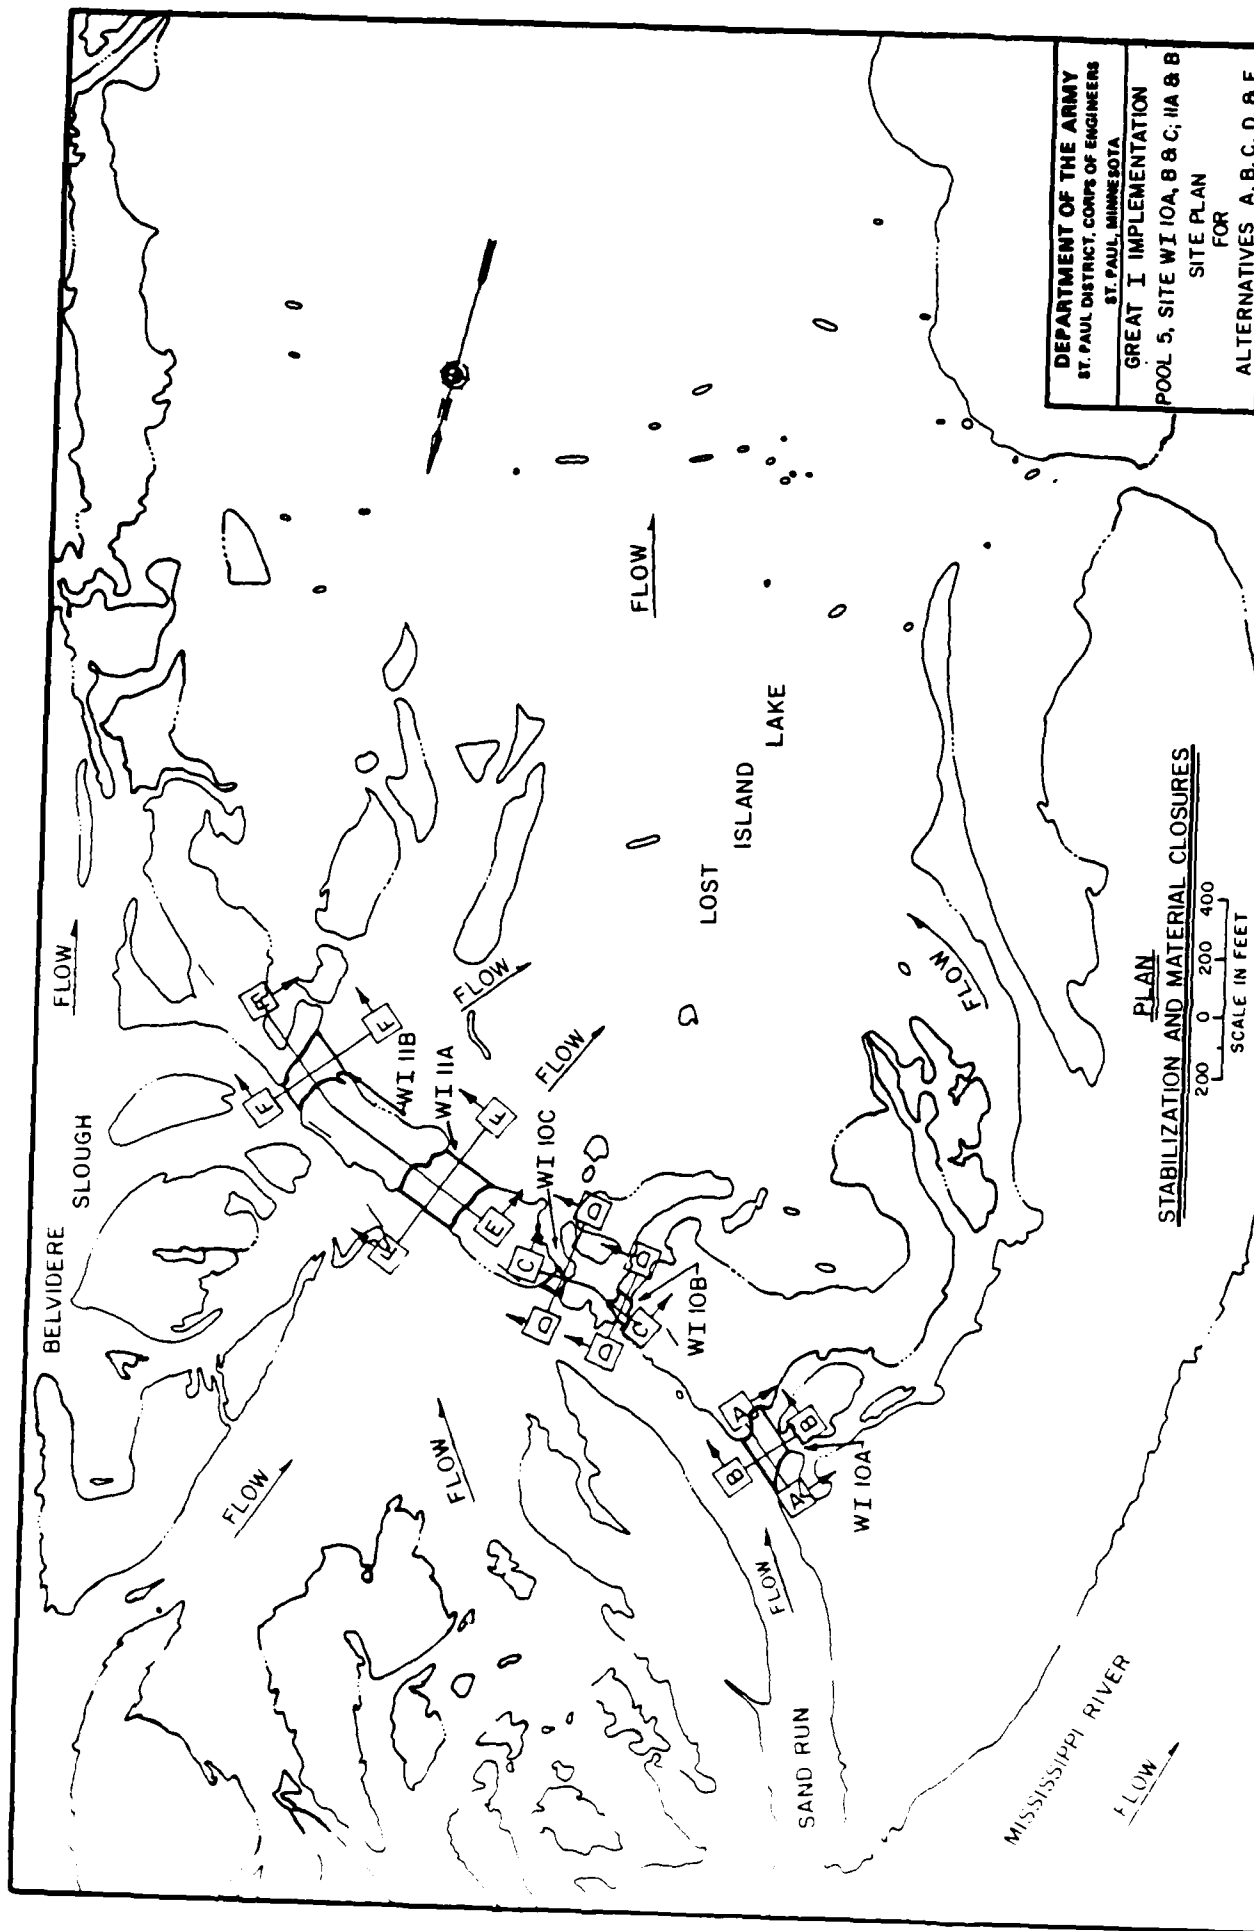 BELVIDERE
SLOUGH
FLOW
FLOW
FLOW
FLOW
FLOW
FLOW
FLOW
FLOW
FLOW
LOST
ISLAND
LAKE
SAND RUN
MISSISSIPPI RIVER
WI 11B
WI 11A
WI 10C
WI 10B
WI 10A
E
F
F
F
E
C
D
D
D
D
C
A
B
B
A
PLAN
STABILIZATION AND MATERIAL CLOSURES
200 0 200 400
SCALE IN FEET
DEPARTMENT OF THE ARMY
ST. PAUL DISTRICT, CORPS OF ENGINEERS
ST. PAUL, MINNESOTA
GREAT I IMPLEMENTATION
POOL 5, SITE WI 10A, B & C; 11A & B
SITE PLAN
FOR
ALTERNATIVES A, B, C, D & E